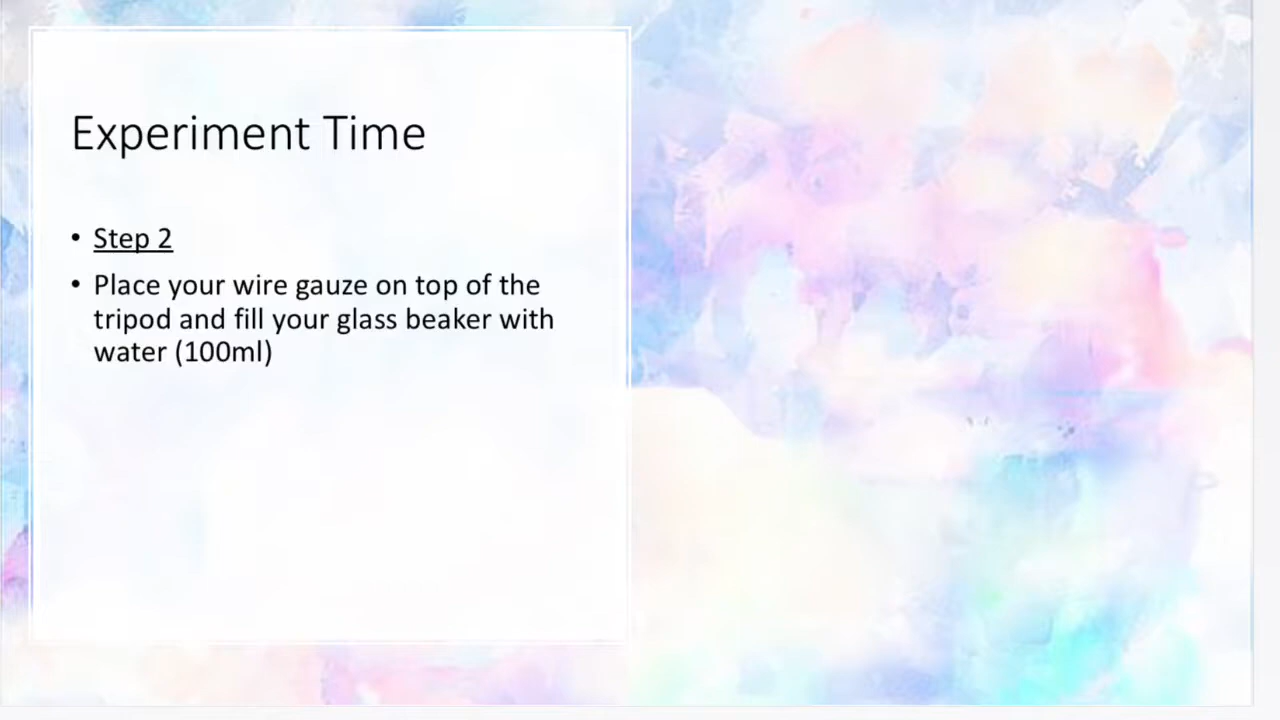 Experiment Time
• Step 2
• Place your wire gauze on top of the
tripod and fill your glass beaker with
water (100ml)